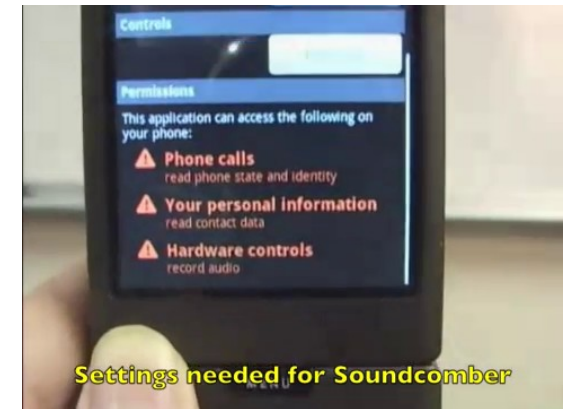 Controls
Permissions
This application can access the following on
your phone:
Phone calls
read phone state and identity
Your personal information
read contact data
Hardware controls
record audio
MENU
Settings needed for Soundcomber